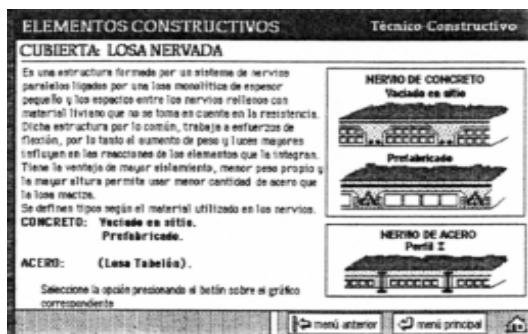 ELEMENTOS CONSTRUCTIVOS
Técnico-Constructivo
CUBIERTA: LOSA NERVADA
Es una estructura formada por un sistema de nervios
paralelos ligados por una losa monolítica de espesor
pequeño y los espacios entre los nervios rellenos con
material liviano que no se toma en cuenta en la resistencia.
Dicha estructura por lo común, trabaja a esfuerzos de
flexión, por lo tanto el aumento de peso y luces mayores
influyen en las reacciones de los elementos que la integran.
Tiene la ventaja de mayor aislamiento, menor peso propio y
la mayor altura permite usar menor cantidad de acero que
la losa maciza.
Se definen tipos según el material utilizado en los nervios.
CONCRETO: Vaciado en sitio.
Prefabricado.
ACERO: (Losa Tabelón).
Seleccione la opción presionando el botón sobre el gráfico
correspondiente
NERVIO DE CONCRETO
Vaciado en sitio
Prefabricado
NERVIO DE ACERO
Perfil I
menú anterior
menú principal